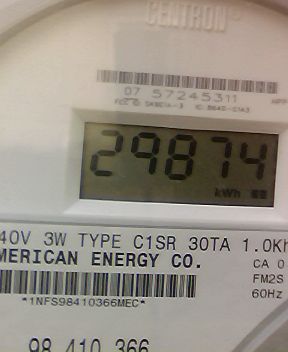 CENTRON
07 57245311
29874
kWh
40V 3W TYPE C1SR 30TA 1.0Kh
MERICAN ENERGY CO.
CA 0
FM2S
60Hz
*1NFS98410366MEC*
98 410 366